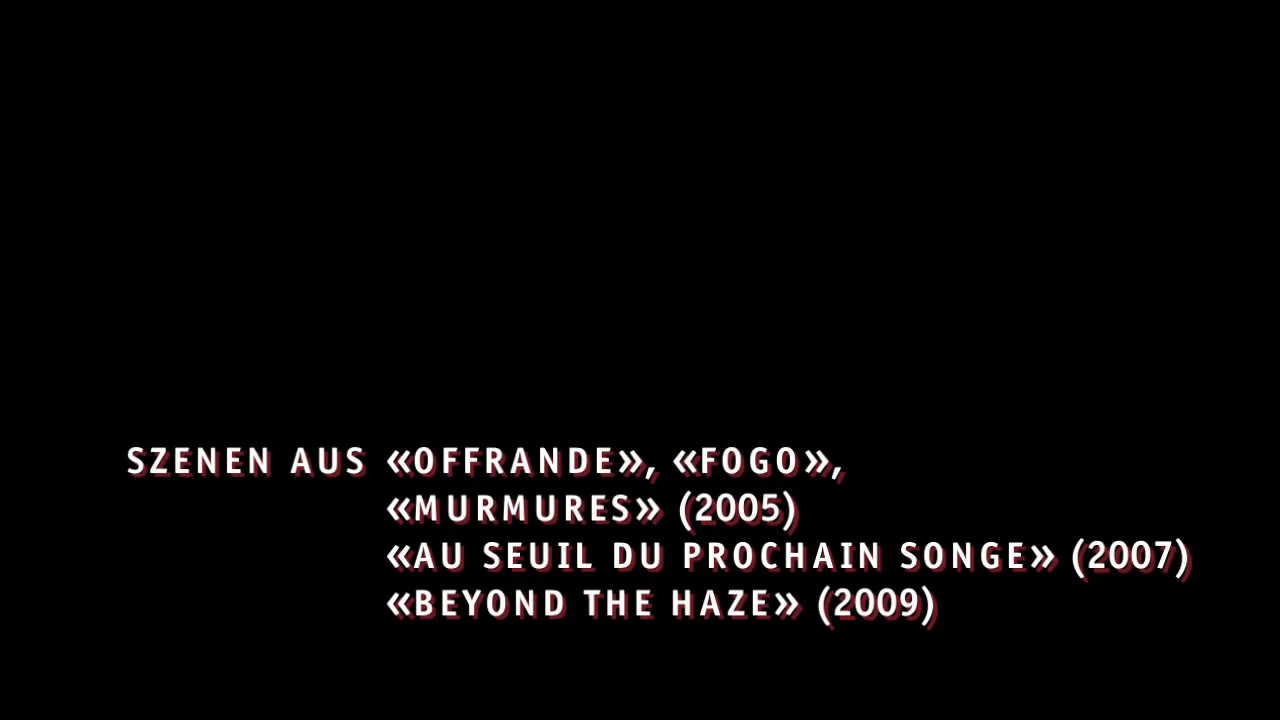 SZENEN AUS «OFFRANDE», «FOGO»,
«MURMURES» (2005)
«AU SEUIL DU PROCHAIN SONGE» (2007)
«BEYOND THE HAZE» (2009)